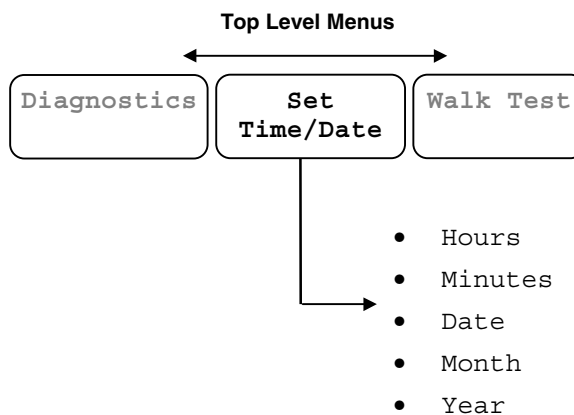 Top Level Menus
Diagnostics
Set
Time/Date
Walk Test
• Hours
• Minutes
• Date
• Month
• Year